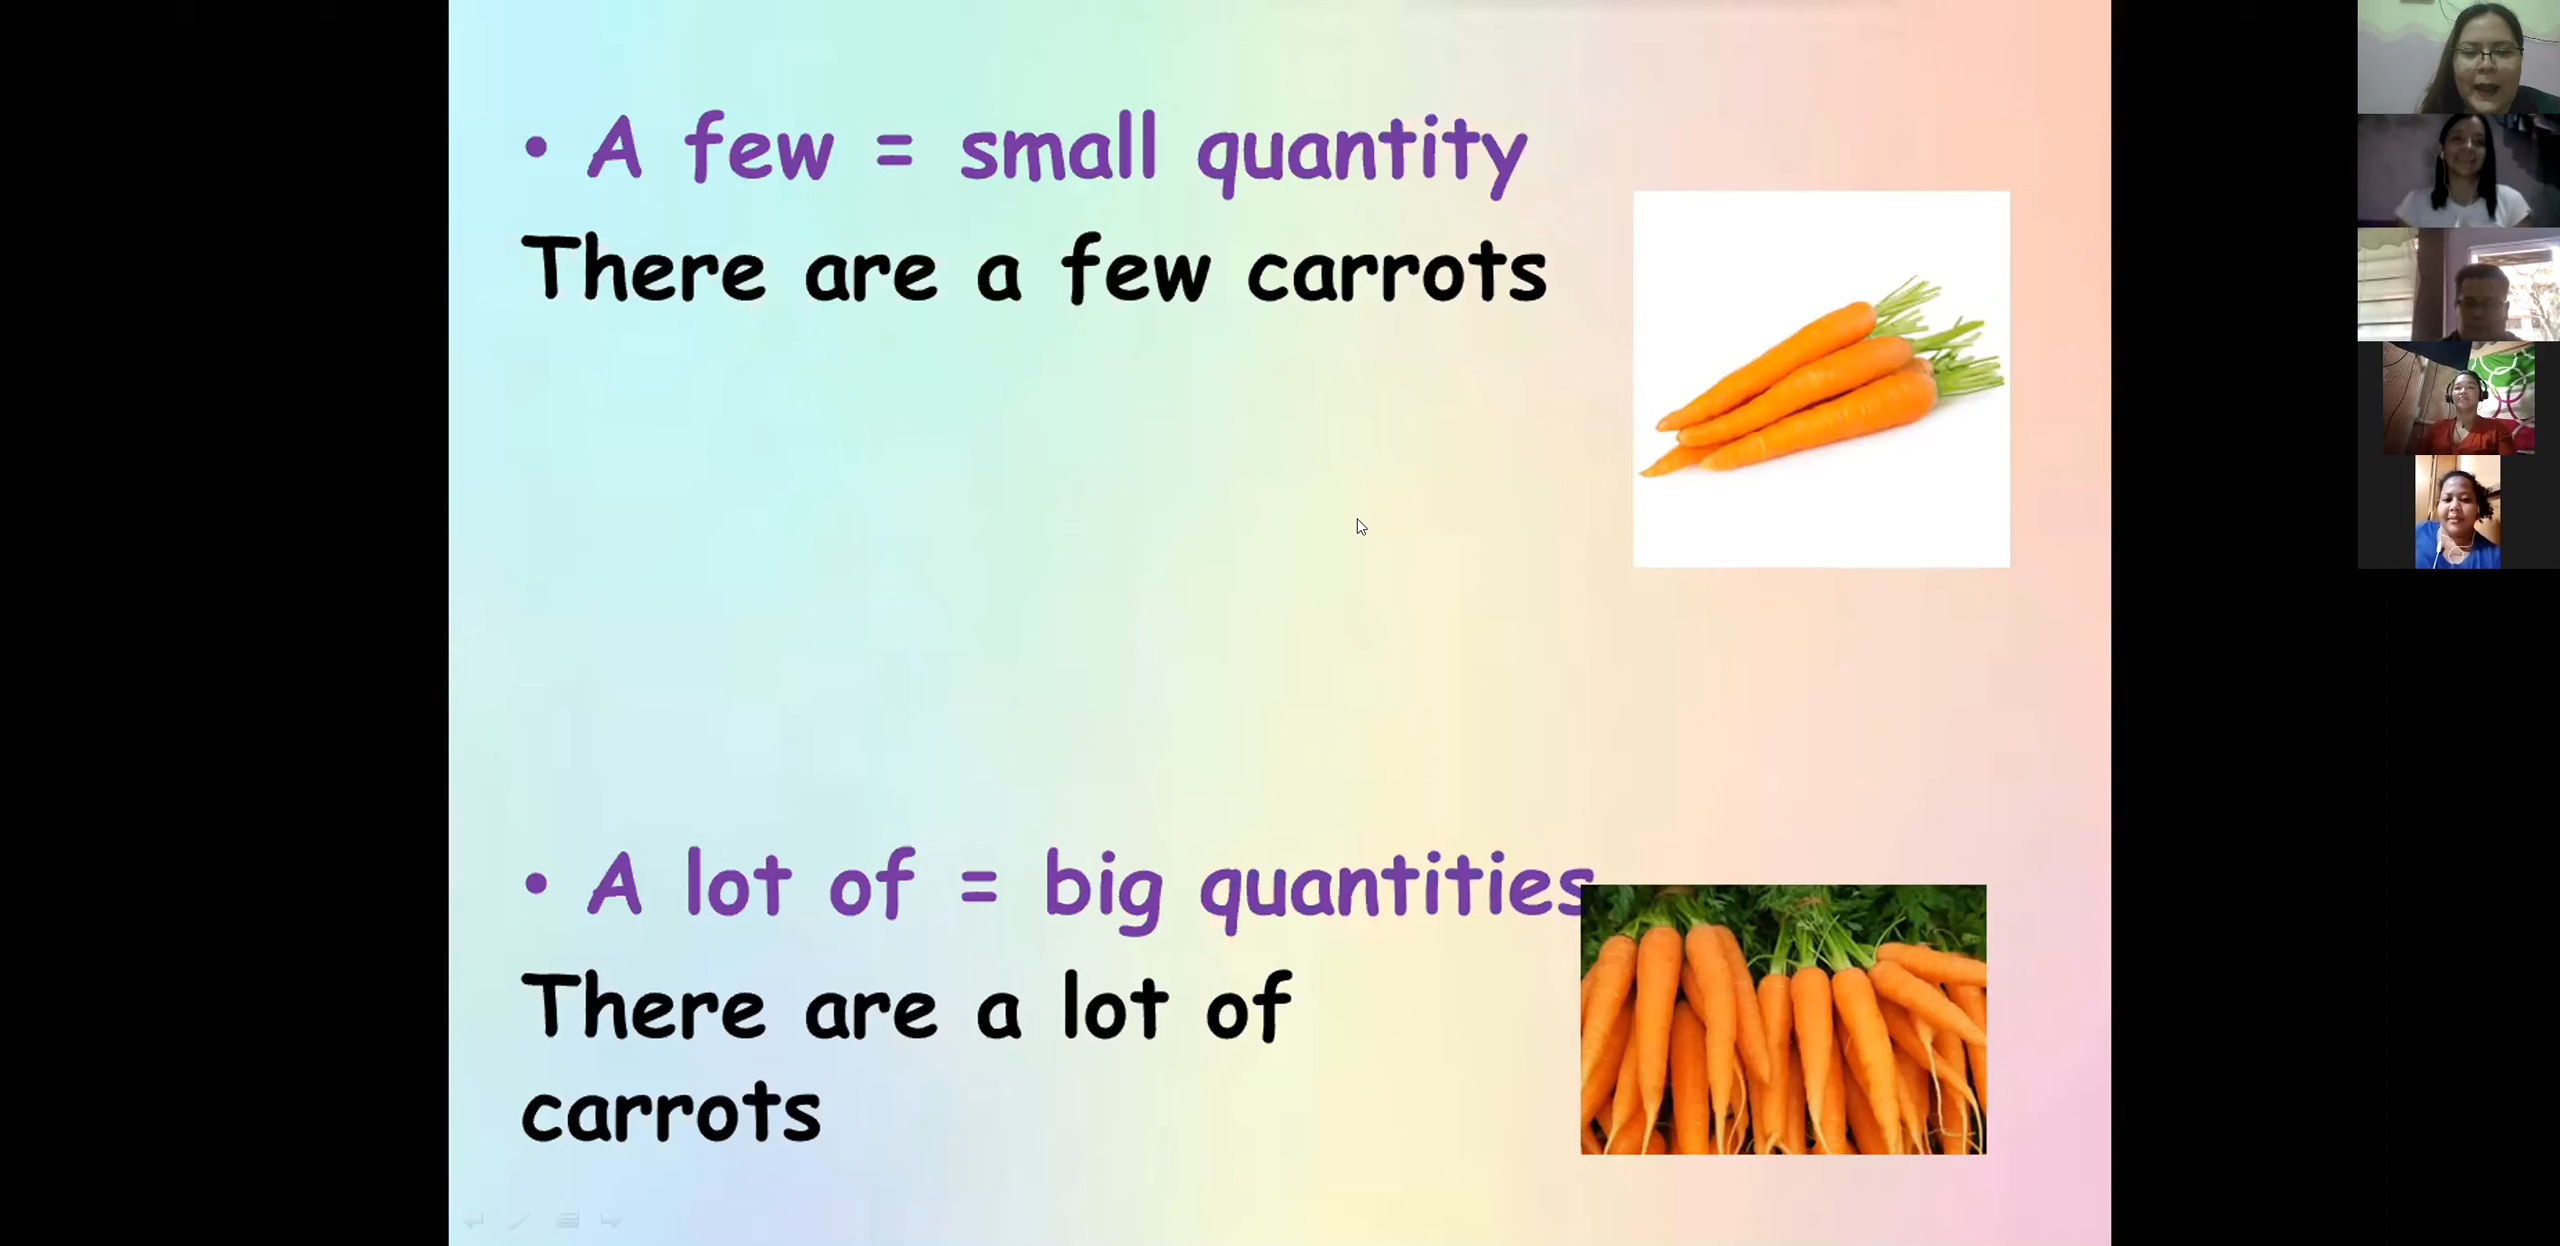 • A few = small quantity
There are a few carrots
• A lot of = big quantities
There are a lot of
carrots